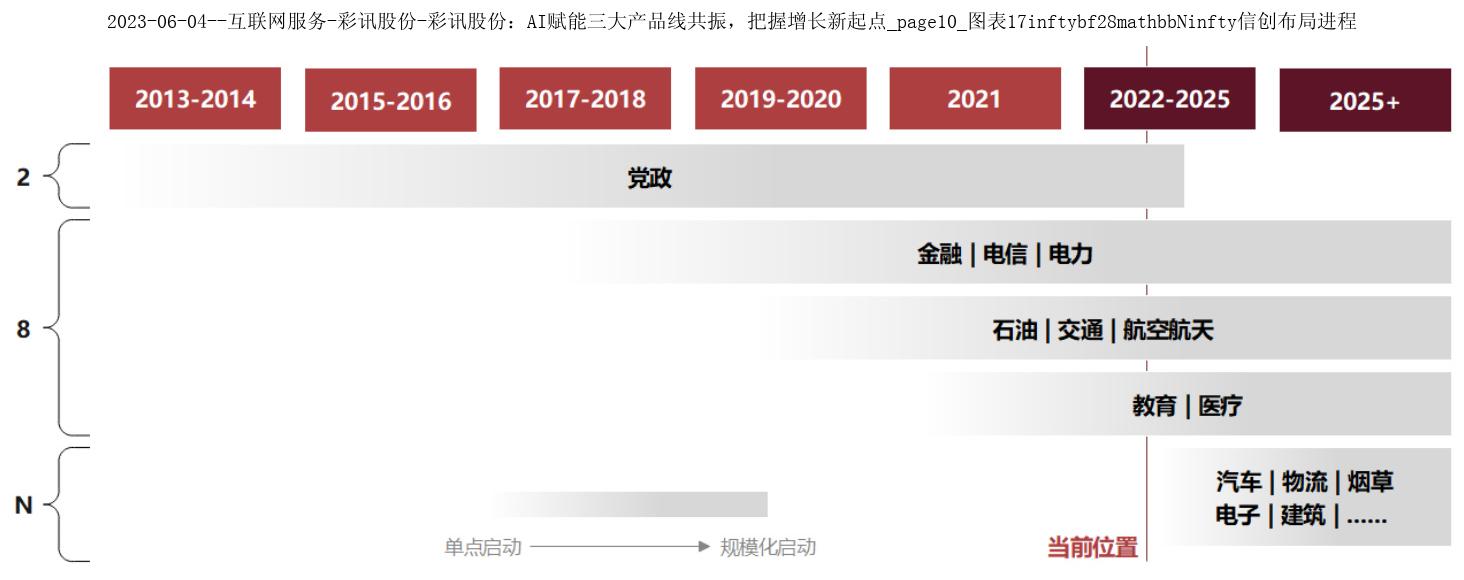 2023-06-04--互联网服务-彩讯股份-彩讯股份：AI赋能三大产品线共振，把握增长新起点_page10_图表17inftybf28mathbbNinfty信创布局进程
2013-2014 2015-2016 2017-2018 2019-2020 2021 2022-2025 2025+
2 党政
金融 | 电信 | 电力
8 石油 | 交通 | 航空航天
教育 | 医疗
汽车 | 物流 | 烟草
N
电子 | 建筑 | ......
单点启动 规模化启动 当前位置